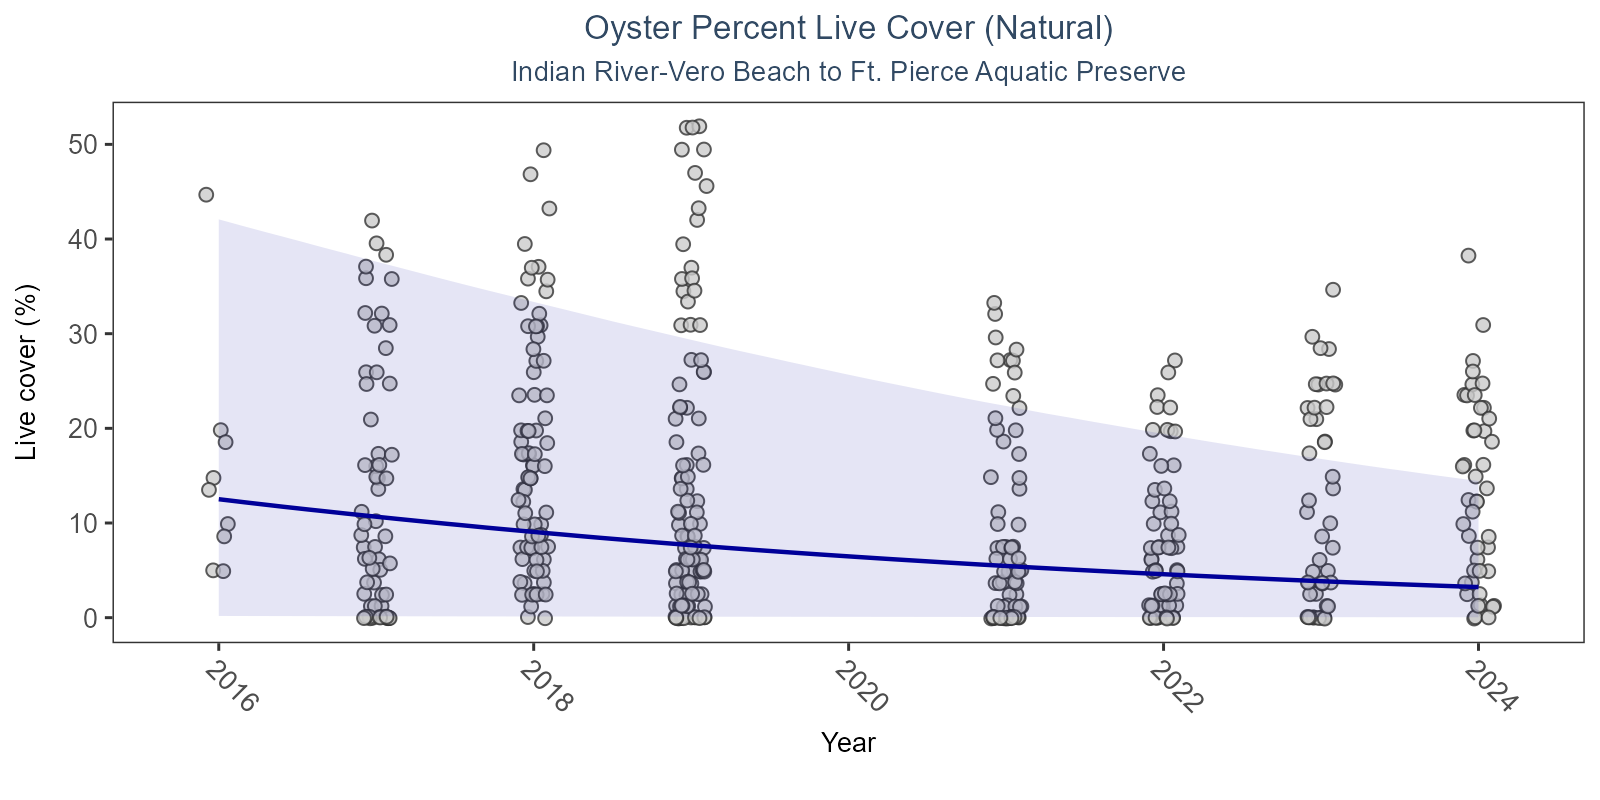 Oyster Percent Live Cover (Natural)
Indian River-Vero Beach to Ft. Pierce Aquatic Preserve
Live cover (%)
50
40
30
20
10
0
2016
2018
2020
2022
2024
Year